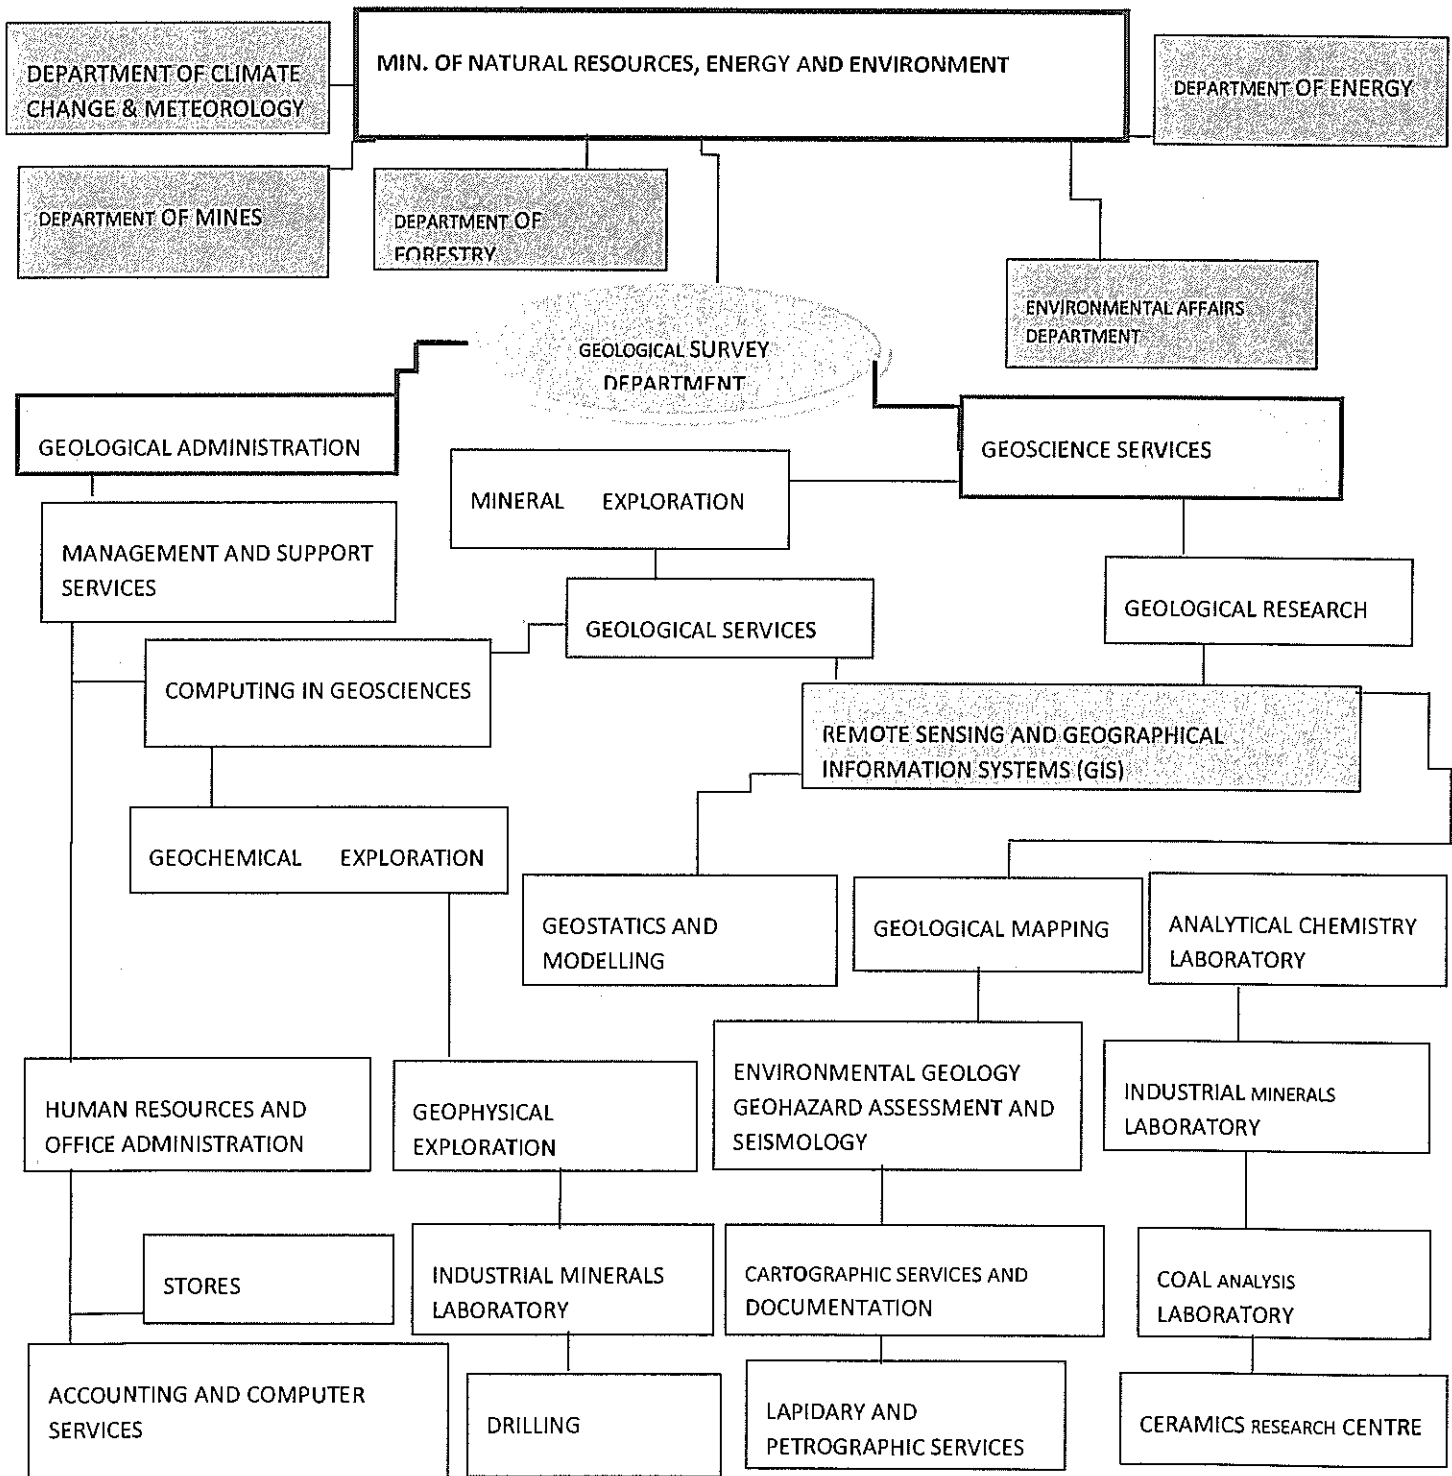 MIN. OF NATURAL RESOURCES, ENERGY AND ENVIRONMENT
DEPARTMENT OF CLIMATE
CHANGE & METEOROLOGY
DEPARTMENT OF ENERGY
DEPARTMENT OF MINES
DEPARTMENT OF
FORESTRY
ENVIRONMENTAL AFFAIRS
DEPARTMENT
GEOLOGICAL SURVEY
DEPARTMENT
GEOLOGICAL ADMINISTRATION
GEOSCIENCE SERVICES
MINERAL EXPLORATION
MANAGEMENT AND SUPPORT
SERVICES
GEOLOGICAL SERVICES
GEOLOGICAL RESEARCH
COMPUTING IN GEOSCIENCES
REMOTE SENSING AND GEOGRAPHICAL
INFORMATION SYSTEMS (GIS)
GEOCHEMICAL EXPLORATION
GEOSTATICS AND
MODELLING
GEOLOGICAL MAPPING
ANALYTICAL CHEMISTRY
LABORATORY
HUMAN RESOURCES AND
OFFICE ADMINISTRATION
GEOPHYSICAL
EXPLORATION
ENVIRONMENTAL GEOLOGY
GEOHAZARD ASSESSMENT AND
SEISMOLOGY
INDUSTRIAL MINERALS
LABORATORY
STORES
INDUSTRIAL MINERALS
LABORATORY
CARTOGRAPHIC SERVICES AND
DOCUMENTATION
COAL ANALYSIS
LABORATORY
ACCOUNTING AND COMPUTER
SERVICES
DRILLING
LAPIDARY AND
PETROGRAPHIC SERVICES
CERAMICS RESEARCH CENTRE